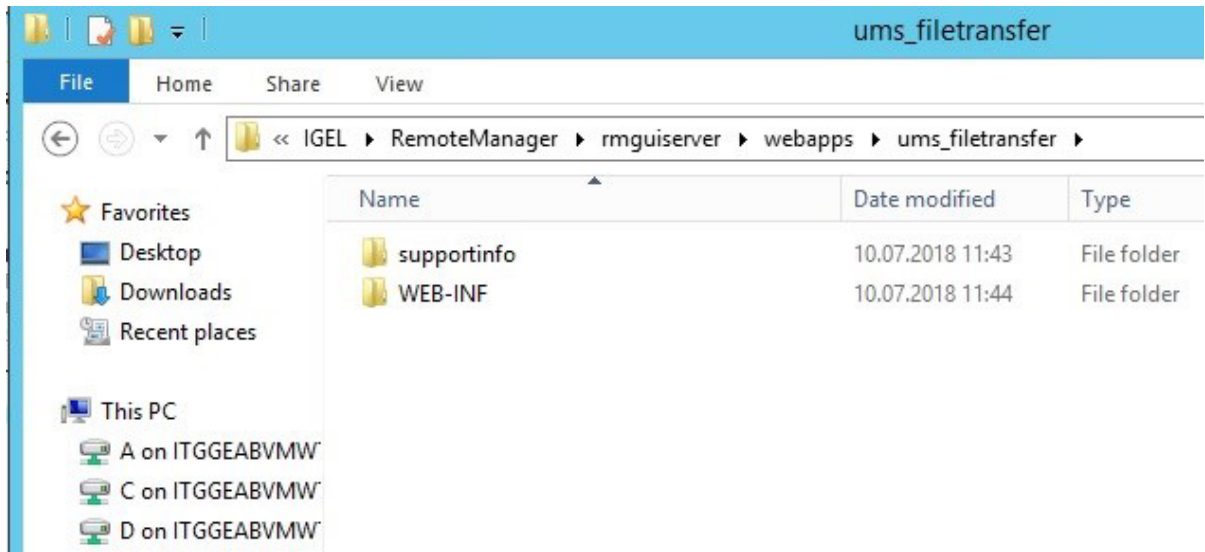 ums_filetransfer
File Home Share View
« IGEL RemoteManager rmguiserver webapps ums_filetransfer
Name Date modified Type
Favorites
Desktop
Downloads
Recent places
This PC
A on ITGGEABVMW
C on ITGGEABVMW
D on ITGGEABVMW
supportinfo 10.07.2018 11:43 File folder
WEB-INF 10.07.2018 11:44 File folder